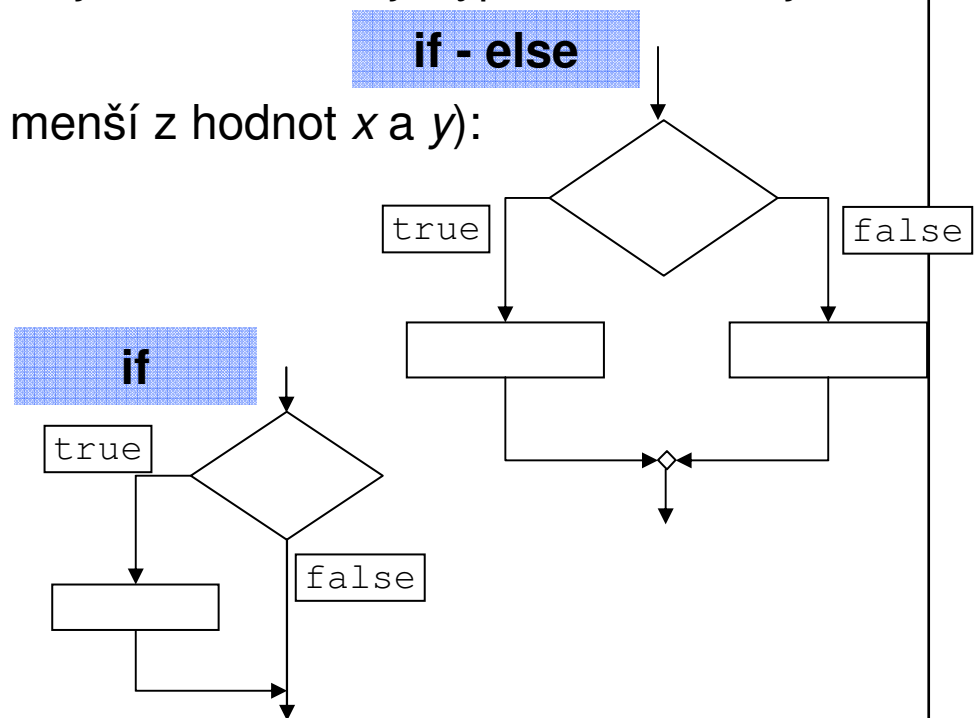 if - else
menší z hodnot x a y):
true
false
if
true
false